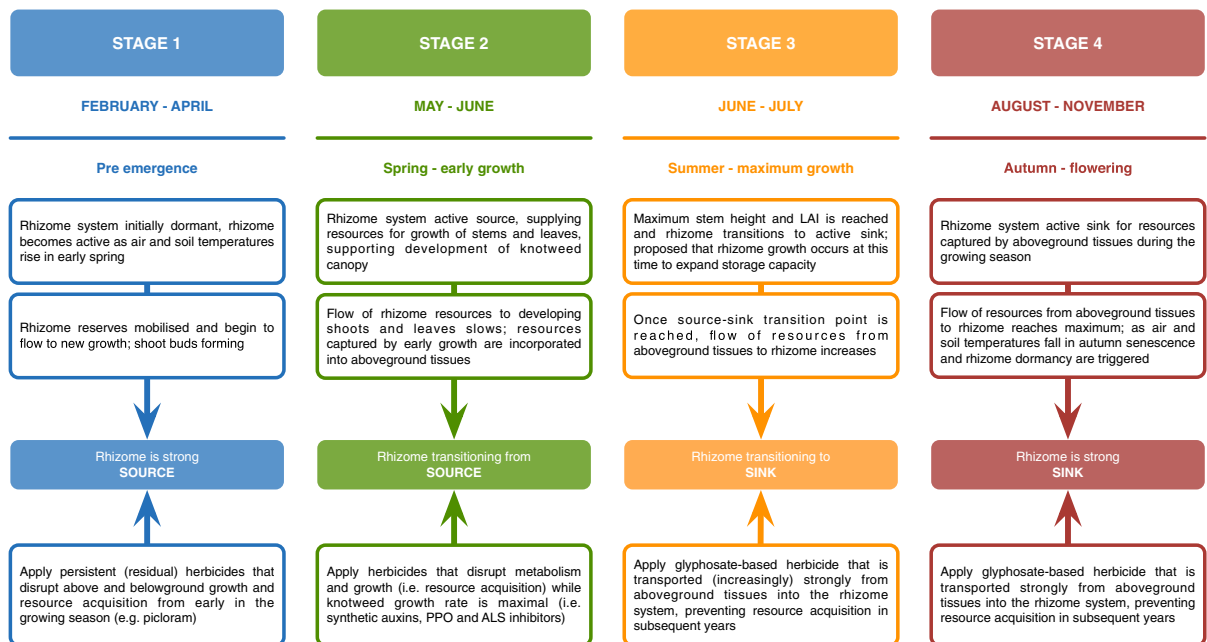 STAGE 1
FEBRUARY - APRIL
Pre emergence
Rhizome system initially dormant, rhizome
becomes active as air and soil temperatures
rise in early spring
Rhizome reserves mobilised and begin to
flow to new growth; shoot buds forming
Rhizome is strong
SOURCE
Apply persistent (residual) herbicides that
disrupt above and belowground growth and
resource acquisition from early in the
growing season (e.g. picloram)
STAGE 2
MAY - JUNE
Spring - early growth
Rhizome system active source, supplying
resources for growth of stems and leaves,
supporting development of knotweed
canopy
Flow of rhizome resources to developing
shoots and leaves slows; resources
captured by early growth are incorporated
into aboveground tissues
Rhizome transitioning from
SOURCE
Apply herbicides that disrupt metabolism
and growth (i.e. resource acquisition) while
knotweed growth rate is maximal (i.e.
synthetic auxins, PPO and ALS inhibitors)
STAGE 3
JUNE - JULY
Summer - maximum growth
Maximum stem height and LAI is reached
and rhizome transitions to active sink;
proposed that rhizome growth occurs at this
time to expand storage capacity
Once source-sink transition point is
reached, flow of resources from
aboveground tissues to rhizome increases
Rhizome transitioning to
SINK
Apply glyphosate-based herbicide that is
transported (increasingly) strongly from
aboveground tissues into the rhizome
system, preventing resource acquisition in
subsequent years
STAGE 4
AUGUST - NOVEMBER
Autumn - flowering
Rhizome system active sink for resources
captured by aboveground tissues during the
growing season
Flow of resources from aboveground tissues
to rhizome reaches maximum; as air and
soil temperatures fall in autumn senescence
and rhizome dormancy are triggered
Rhizome is strong
SINK
Apply glyphosate-based herbicide that is
transported strongly from aboveground
tissues into the rhizome system, preventing
resource acquisition in subsequent years